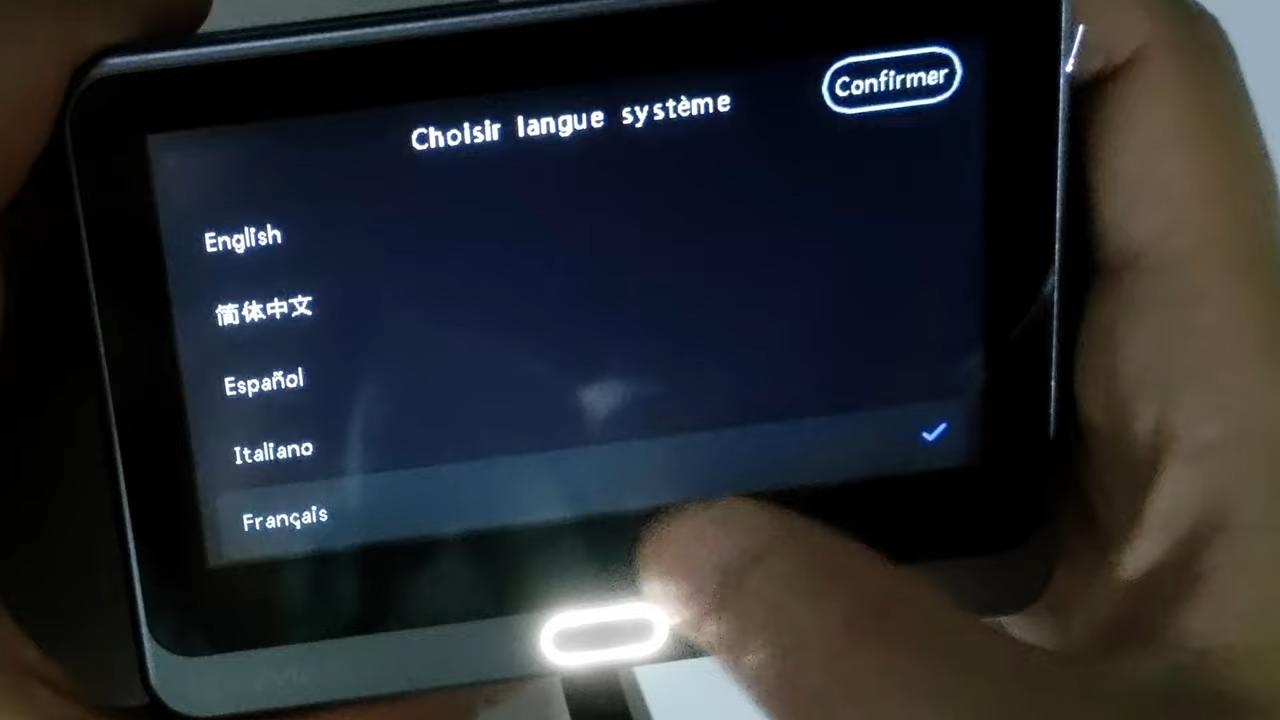 Confirmer
Choisir langue système
English
简体中文
Español
Italiano
Français